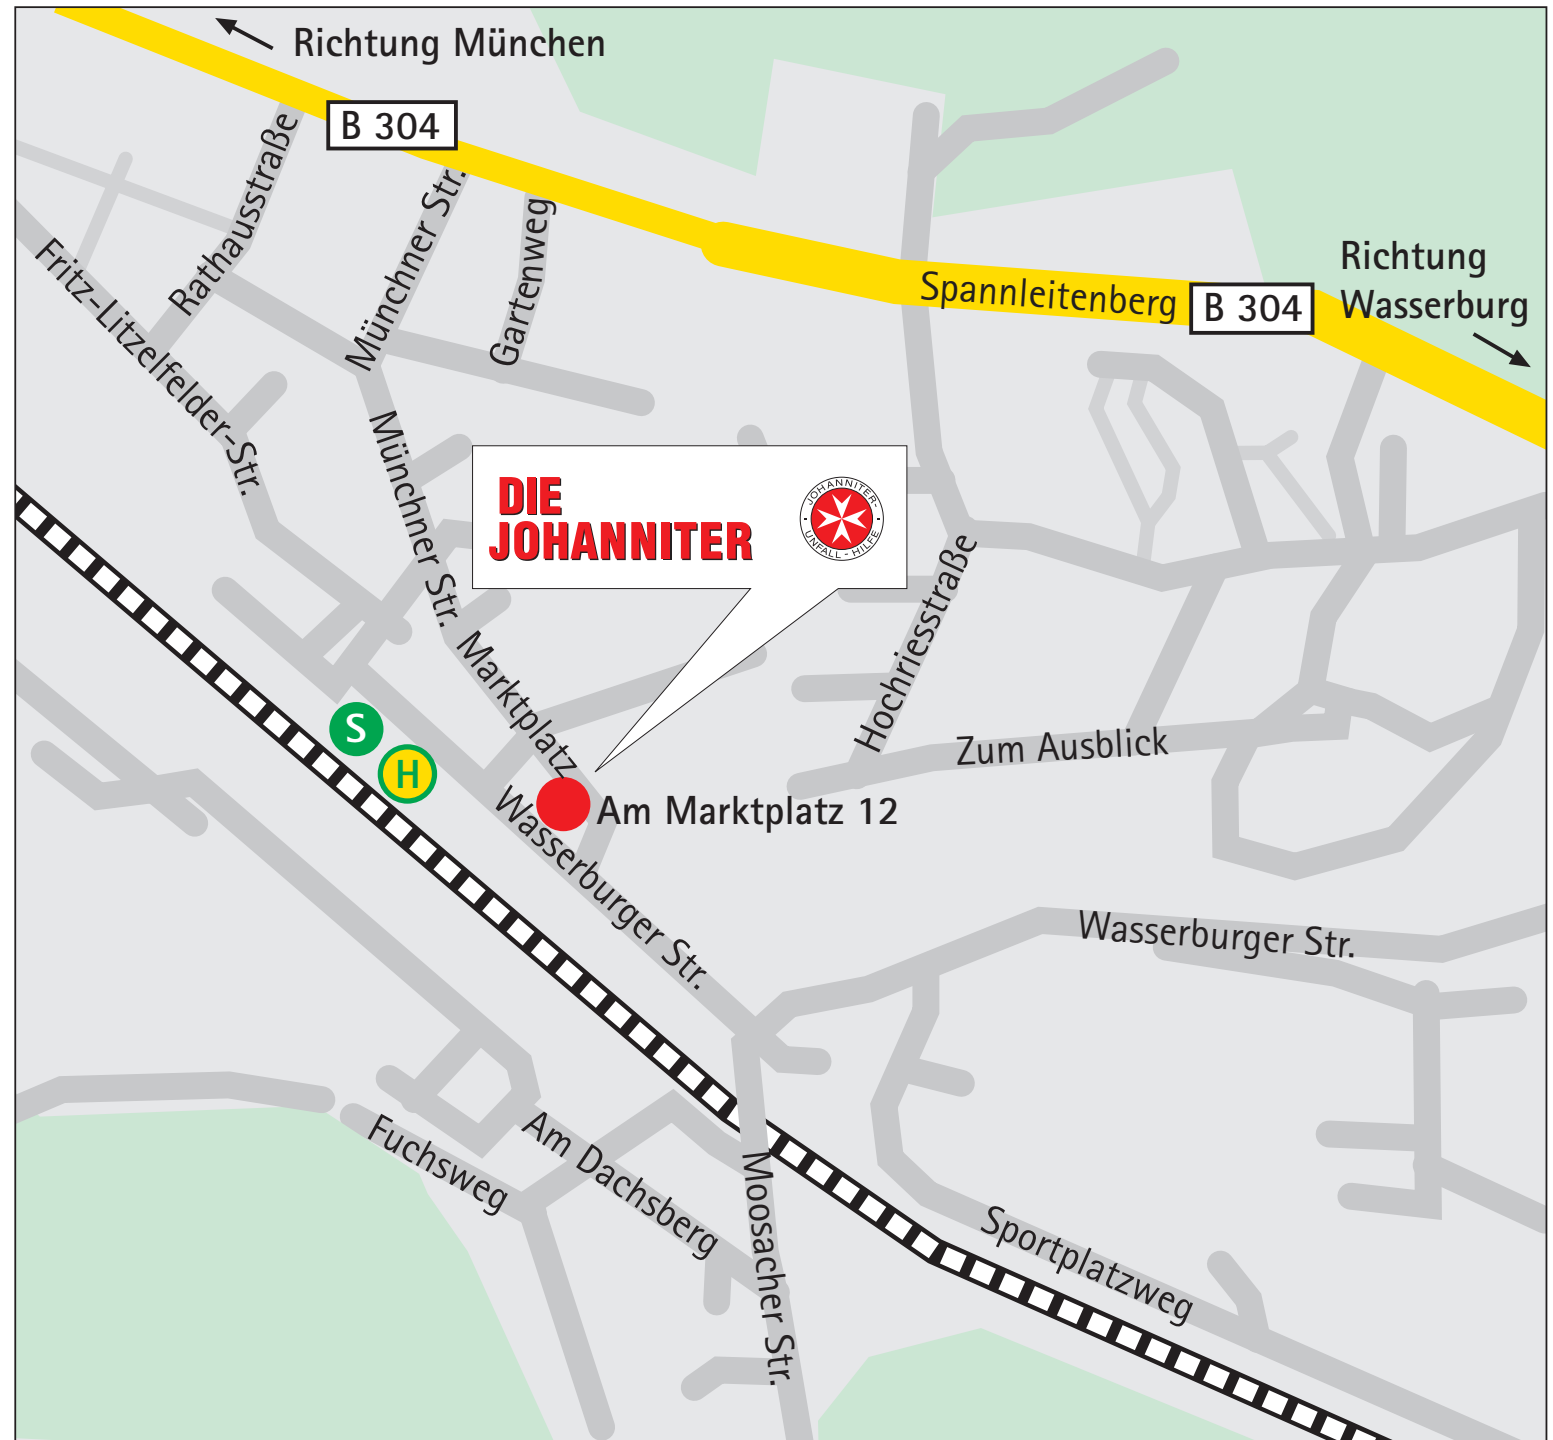 Richtung München
B 304
Rathausstraße
Münchner Str.
Gartenweg
Spannleitenberg
B 304
Richtung
Wasserburg
Fritz-Litzelfelder-Str.
Münchner Str.
DIE
JOHANNITER
JOHANNITER-
UNFALL-HILFE
Hochriesstraße
Marktplatz
S
H
Zum Ausblick
Am Marktplatz 12
Wasserburger Str.
Wasserburger Str.
Fuchsweg
Am Dachsberg
Moosacher Str.
Sportplatzweg